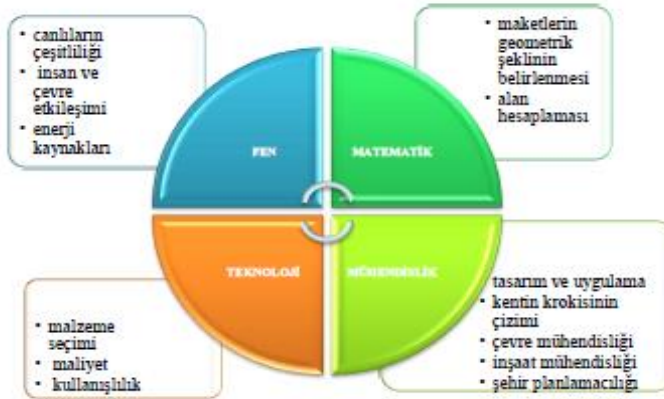 • canlıların
çeşitliliği
• insan ve
çevre
etkileşimi
• enerji
kaynakları
• maketlerin
geometrik
şeklinin
belirlenmesi
• alan
hesaplaması
FEN
MATEMATİK
TEKNOLOJİ
MÜHENDİSLİK
• malzeme
seçimi
• maliyet
• kullanışlılık
tasarım ve uygulama
• kentin krokisinin
çizimi
• çevre mühendisliği
• inşaat mühendisliği
• şehir planlamacılığı